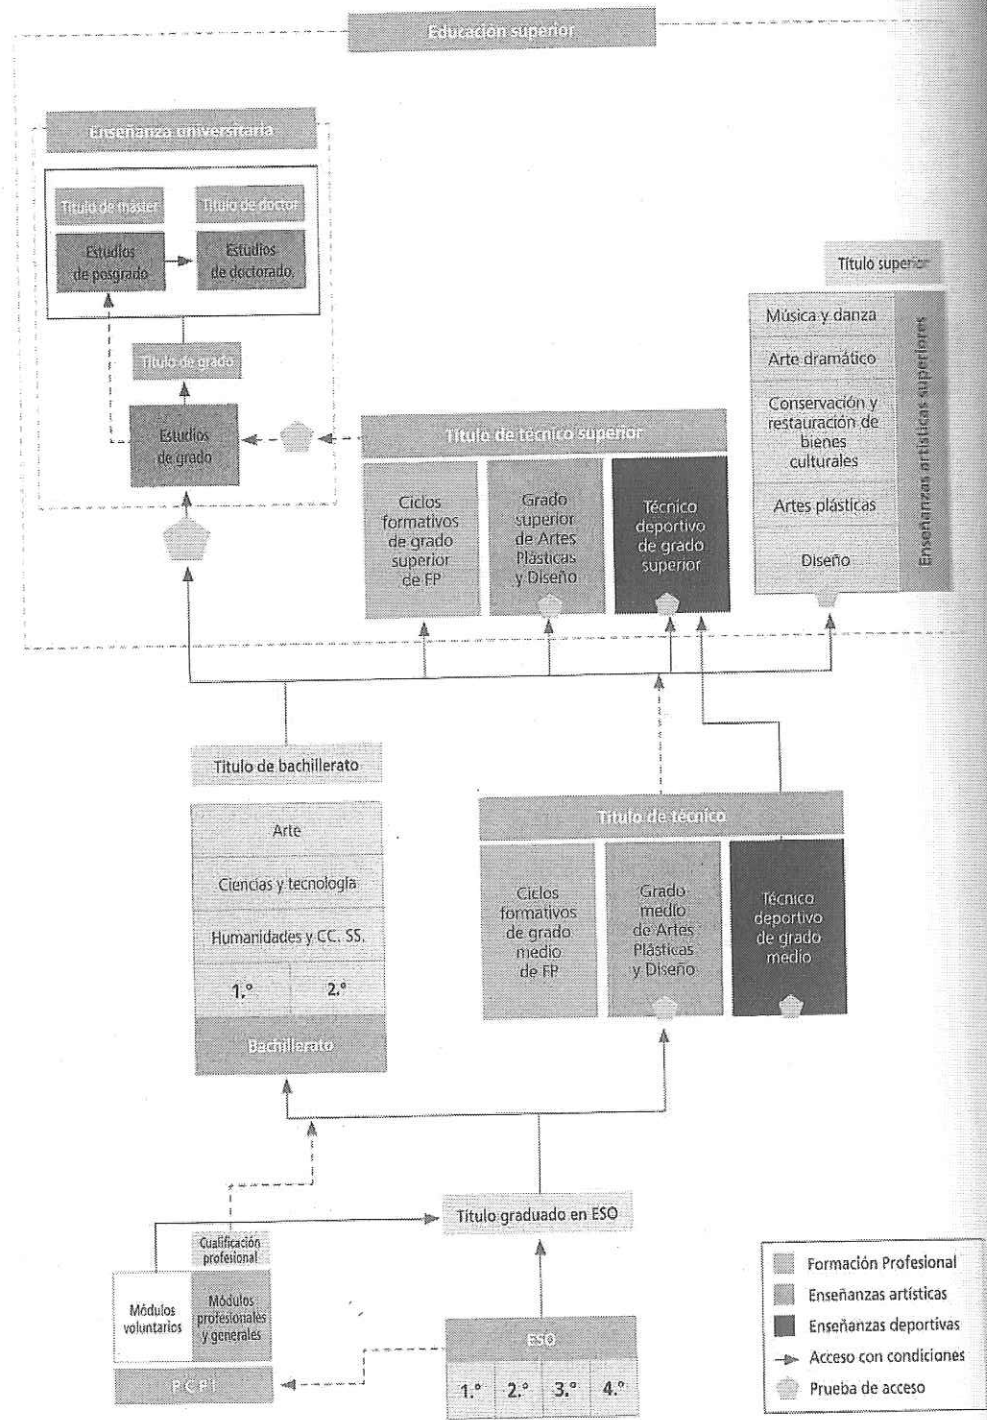 Educación superior
Enseñanza universitaria
Título de máster
Título de doctor
Estudios
de posgrado
Estudios
de doctorado
Título de grado
Estudios
de grado
Título superior
Música y danza
Arte dramático
Conservación y
restauración de
bienes
culturales
Artes plásticas
Diseño
Enseñanzas artísticas superiores
Título de técnico superior
Ciclos
formativos
de grado
superior
de FP
Grado
superior
de Artes
Plásticas
y Diseño
Técnico
deportivo
de grado
superior
Título de bachillerato
Arte
Ciencias y tecnología
Humanidades y CC. SS.
1.º 2.º
Bachillerato
Título de técnico
Ciclos
formativos
de grado
medio
de FP
Grado
medio
de Artes
Plásticas
y Diseño
Técnico
deportivo
de grado
medio
Título graduado en ESO
Cualificación
profesional
Módulos
voluntarios
Módulos
profesionales
y generales
PCPI
ESO
1.º 2.º 3.º 4.º
Formación Profesional
Enseñanzas artísticas
Enseñanzas deportivas
Acceso con condiciones
Prueba de acceso